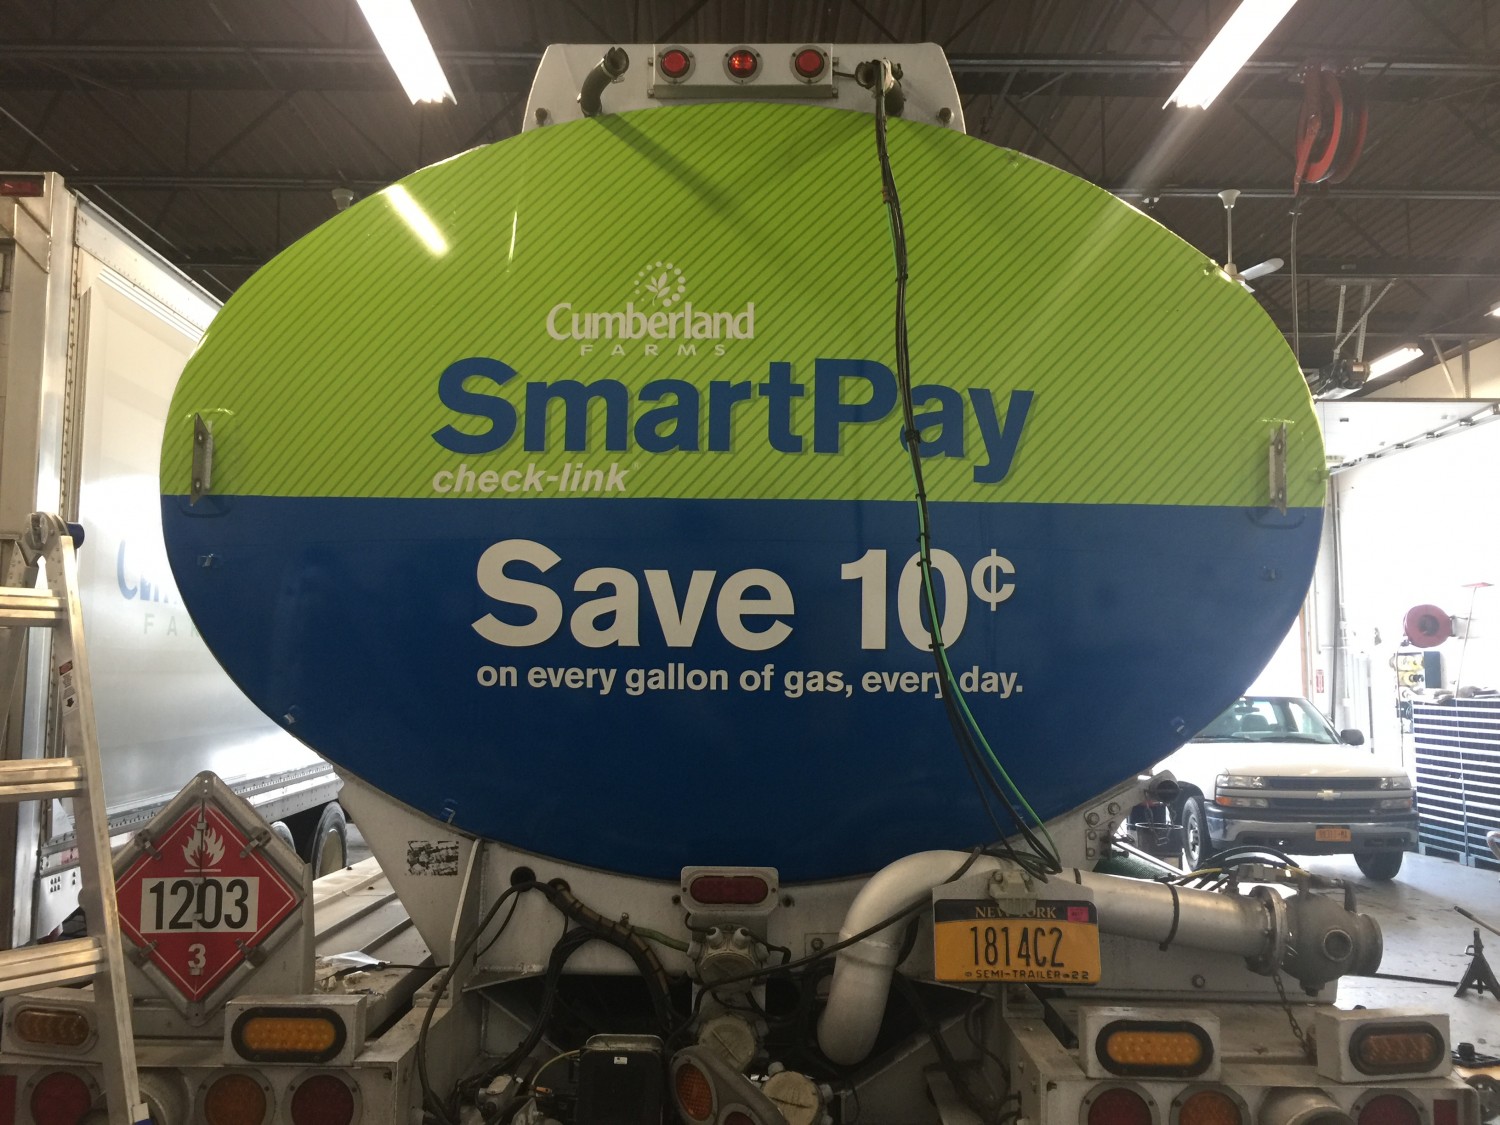 Cumberland
FARMS
SmartPay
check-link
Save 10¢
on every gallon of gas, every day.
1203
3
NEW YORK
1814C2
SEMI-TRAILER 22